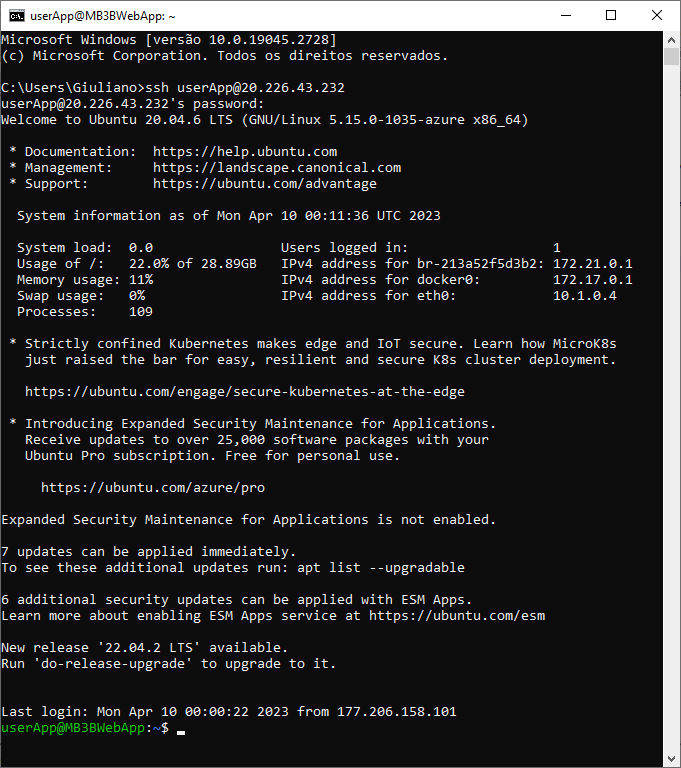 userApp@MB3BWebApp: ~
Microsoft Windows [versão 10.0.19045.2728]
(c) Microsoft Corporation. Todos os direitos reservados.
C:\Users\Giuliano>ssh userApp@20.226.43.232
userApp@20.226.43.232's password:
Welcome to Ubuntu 20.04.6 LTS (GNU/Linux 5.15.0-1035-azure x86_64)
* Documentation:  https://help.ubuntu.com
* Management:     https://landscape.canonical.com
* Support:        https://ubuntu.com/advantage
System information as of Mon Apr 10 00:11:36 UTC 2023
System load:  0.0                Users logged in:                  1
Usage of /:   22.0% of 28.89GB   IPv4 address for br-213a52f5d3b2: 172.21.0.1
Memory usage: 11%                IPv4 address for docker0:         172.17.0.1
Swap usage:   0%                 IPv4 address for eth0:            10.1.0.4
Processes:    109
* Strictly confined Kubernetes makes edge and IoT secure. Learn how MicroK8s
just raised the bar for easy, resilient and secure K8s cluster deployment.
https://ubuntu.com/engage/secure-kubernetes-at-the-edge
* Introducing Expanded Security Maintenance for Applications.
Receive updates to over 25,000 software packages with your
Ubuntu Pro subscription. Free for personal use.
https://ubuntu.com/azure/pro
Expanded Security Maintenance for Applications is not enabled.
7 updates can be applied immediately.
To see these additional updates run: apt list --upgradable
6 additional security updates can be applied with ESM Apps.
Learn more about enabling ESM Apps service at https://ubuntu.com/esm
New release '22.04.2 LTS' available.
Run 'do-release-upgrade' to upgrade to it.
Last login: Mon Apr 10 00:00:22 2023 from 177.206.158.101
userApp@MB3BWebApp:~$